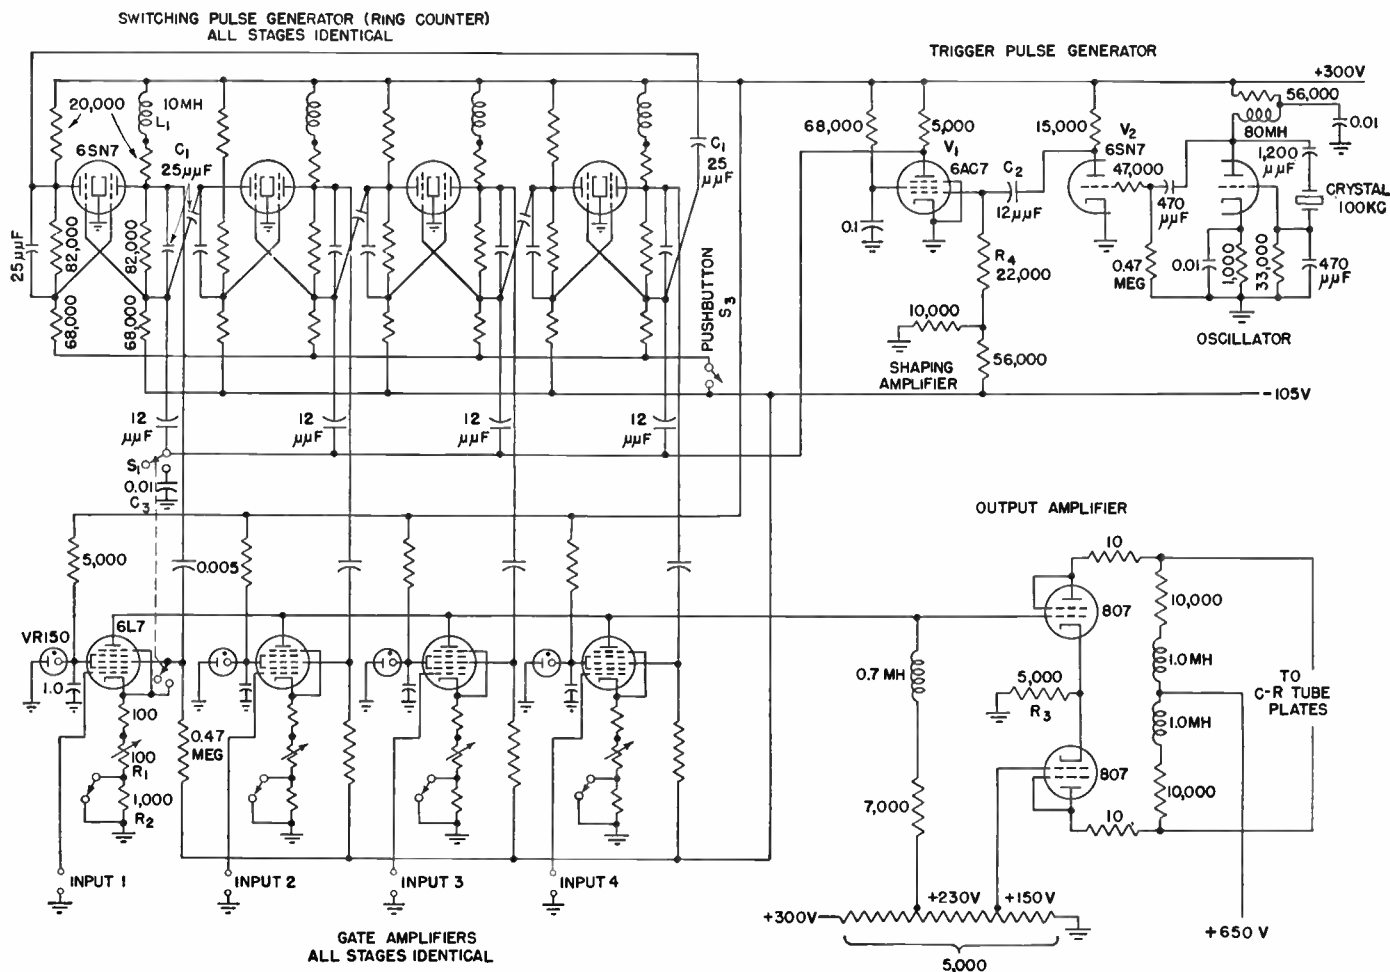 SWITCHING PULSE GENERATOR (RING COUNTER)
ALL STAGES IDENTICAL
TRIGGER PULSE GENERATOR
+300V
20,000
10MH
L1
6SN7
C1
25μμF
C1
25
μμF
25μμF
82,000
82,000
68,000
68,000
PUSHBUTTON
S3
12
μμF
12
μμF
12
μμF
12
μμF
S1
0.01
C3
68,000
5,000
V1
6AC7
C2
12μμF
0.1
R4
22,000
10,000
SHAPING
AMPLIFIER
56,000
-105V
15,000
V2
6SN7
47,000
470
μμF
0.47
MEG
56,000
80MH
0.01
1,200
μμF
CRYSTAL
100KG
0.01
1,000
33,000
470
μμF
OSCILLATOR
5,000
0.005
VR150
6L7
1.0
100
100
R1
1,000
R2
0.47
MEG
INPUT 1
INPUT 2
INPUT 3
INPUT 4
GATE AMPLIFIERS
ALL STAGES IDENTICAL
OUTPUT AMPLIFIER
10
807
10,000
1.0MH
0.7 MH
5,000
R3
TO
C-R TUBE
PLATES
1.0MH
807
10,000
7,000
10
+300V
+230V
+150V
+650 V
5,000